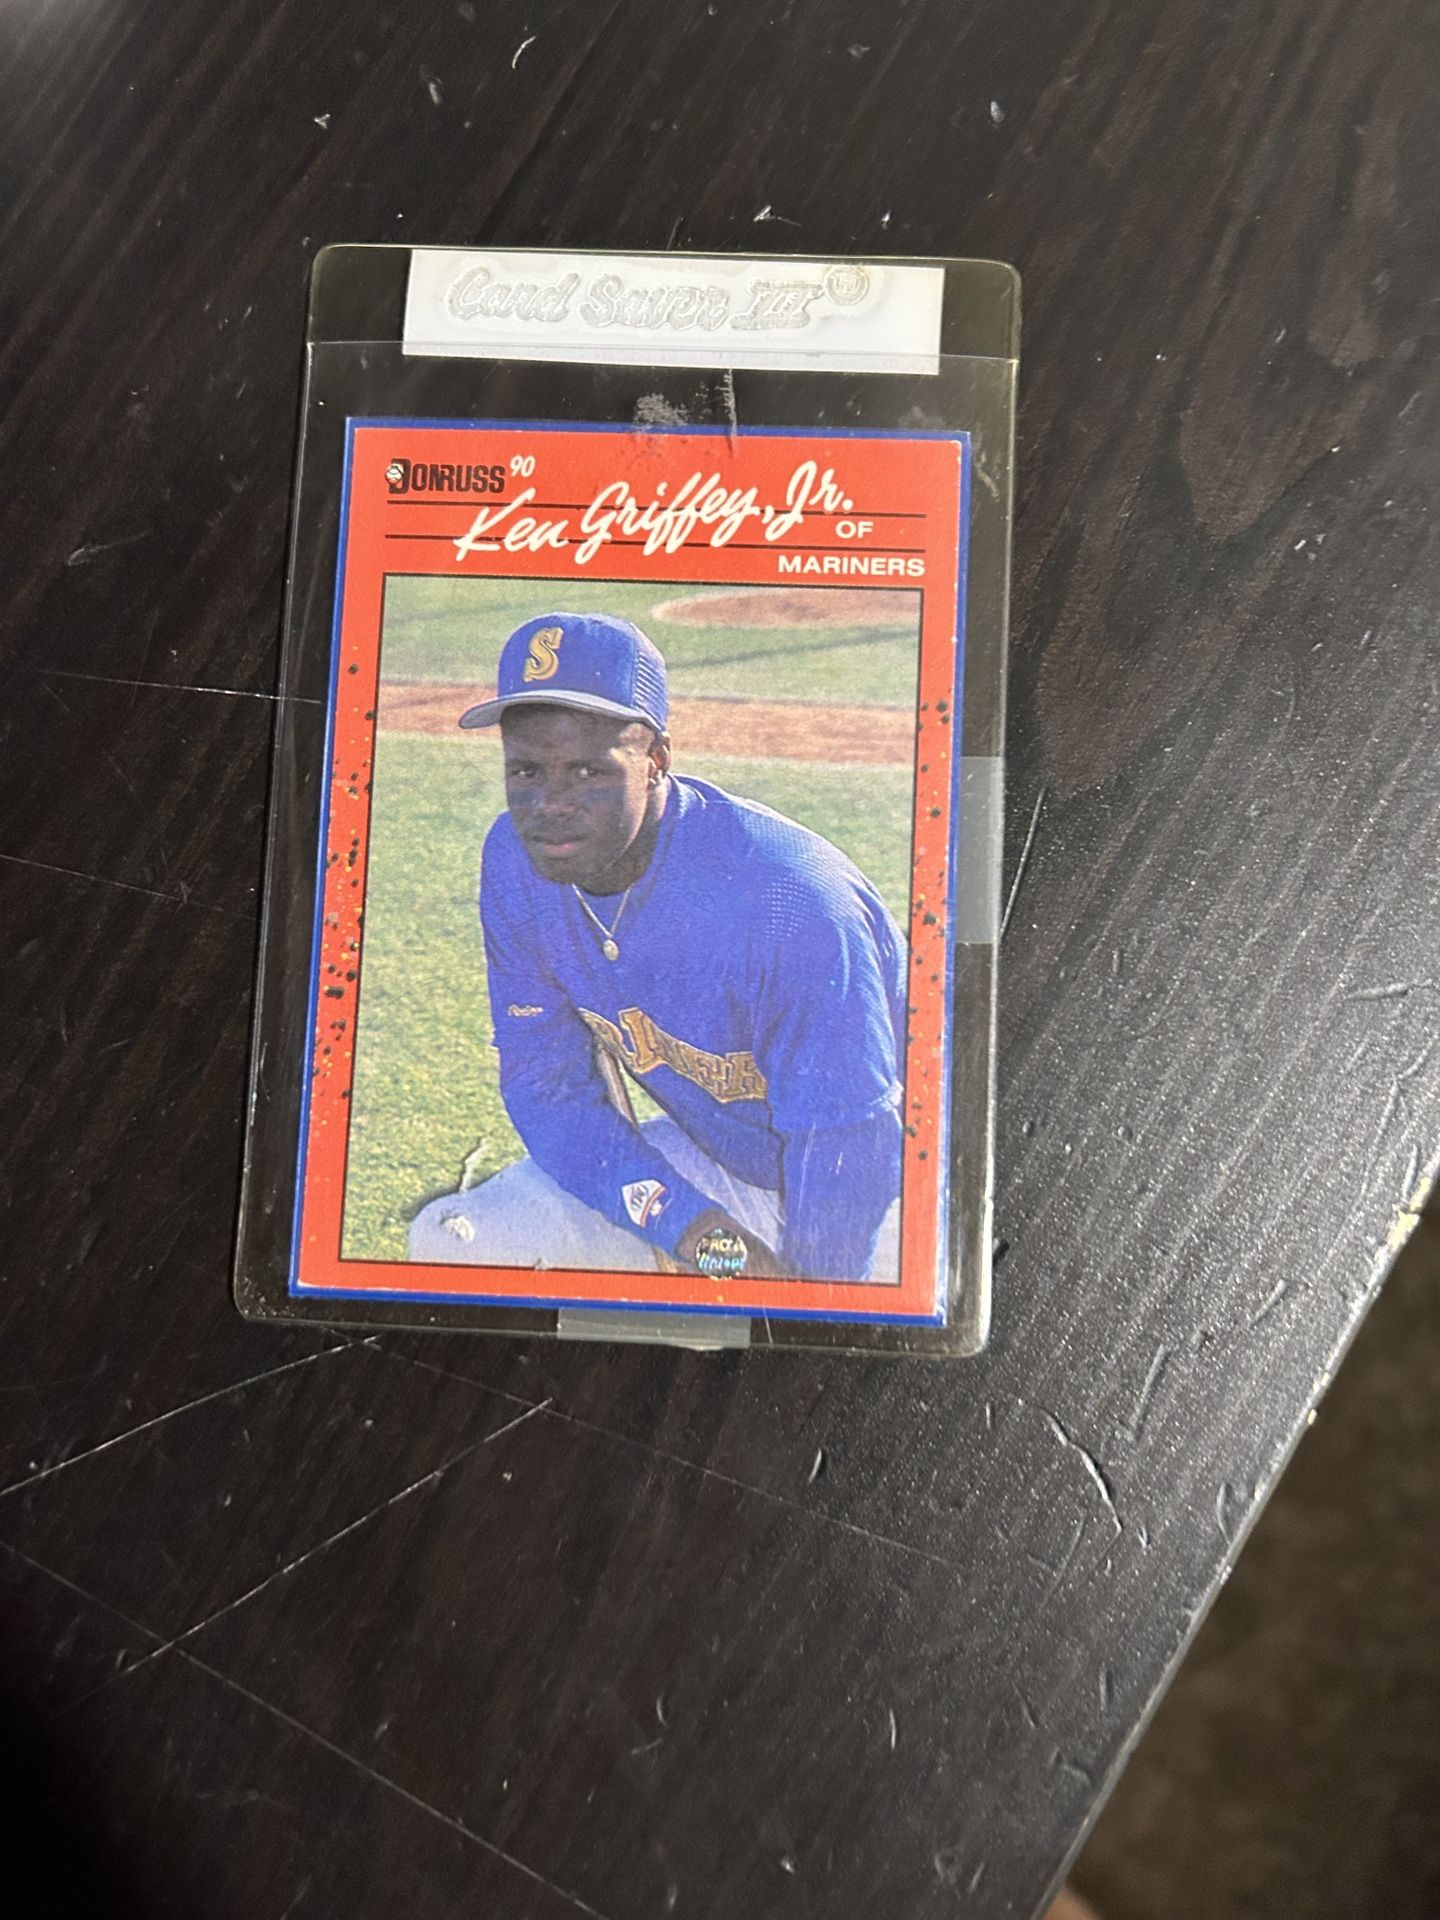 Card Saver III
DONRUSS 90
Ken Griffey, Jr.
OF
MARINERS
S